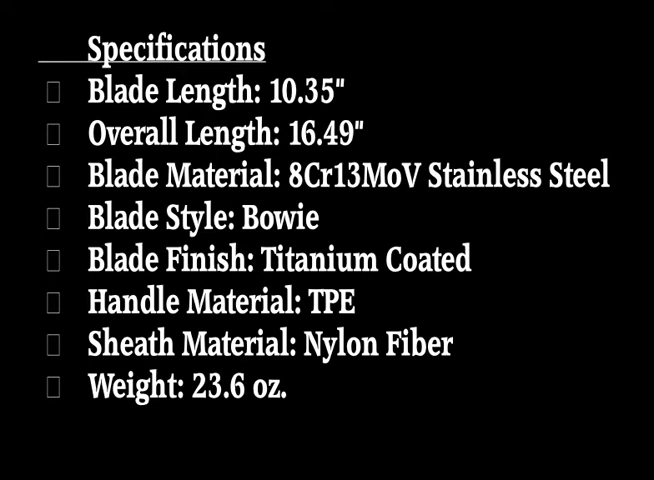 Specifications
Blade Length: 10.35"
Overall Length: 16.49"
Blade Material: 8Cr13MoV Stainless Steel
Blade Style: Bowie
Blade Finish: Titanium Coated
Handle Material: TPE
Sheath Material: Nylon Fiber
Weight: 23.6 oz.